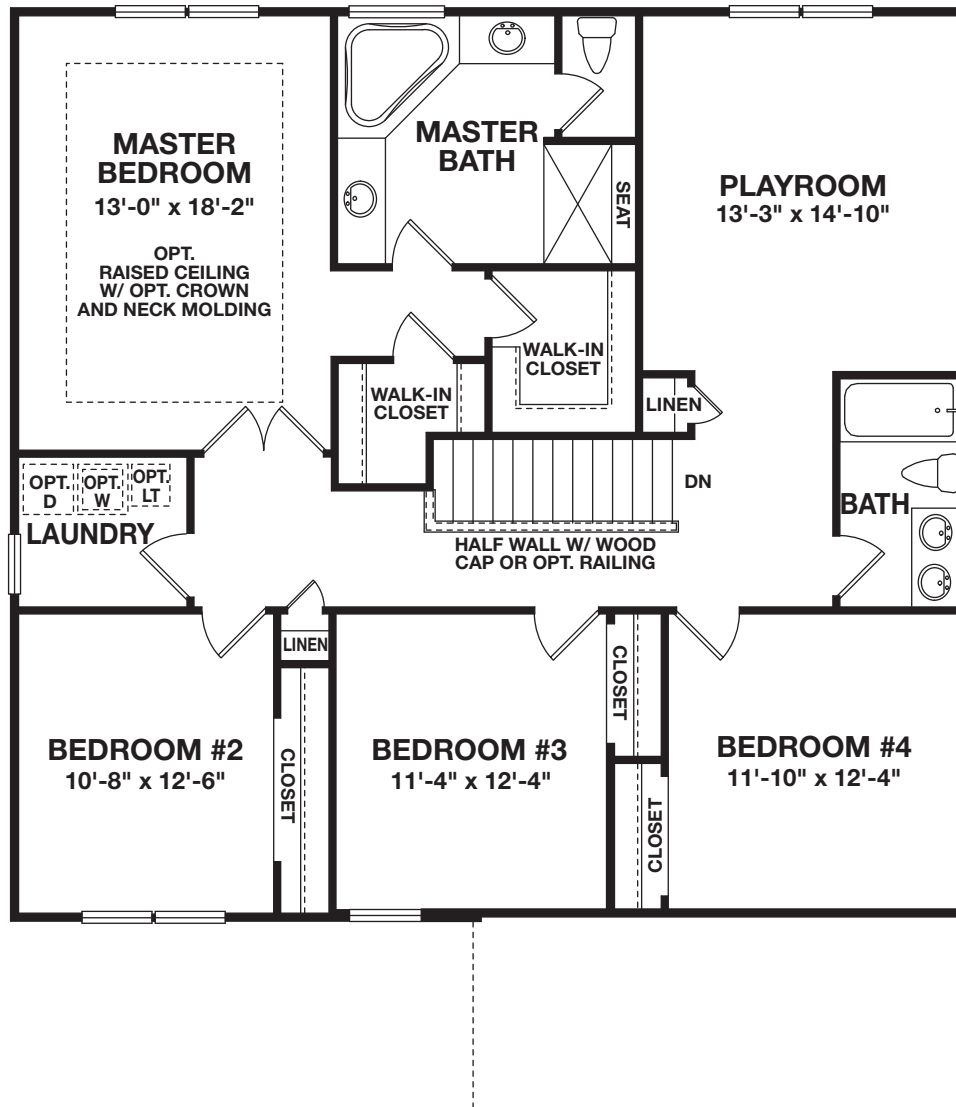 MASTER
BEDROOM
13'-0" x 18'-2"
OPT.
RAISED CEILING
W/ OPT. CROWN
AND NECK MOLDING
MASTER
BATH
SEAT
PLAYROOM
13'-3" x 14'-10"
WALK-IN
CLOSET
WALK-IN
CLOSET
LINEN
OPT.
D
OPT.
W
OPT.
LT
LAUNDRY
DN
HALF WALL W/ WOOD
CAP OR OPT. RAILING
BATH
LINEN
BEDROOM #2
10'-8" x 12'-6"
CLOSET
BEDROOM #3
11'-4" x 12'-4"
CLOSET
CLOSET
BEDROOM #4
11'-10" x 12'-4"